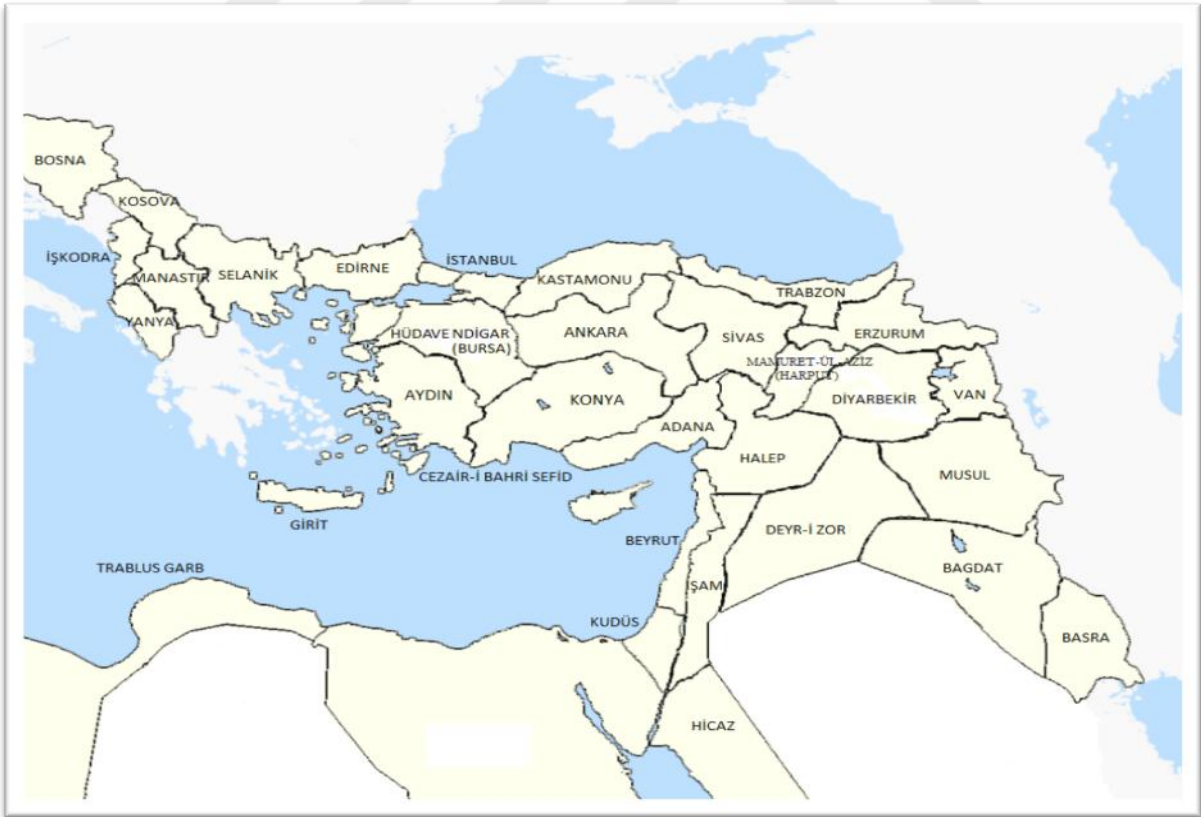 BOSNA
KOSOVA
İŞKODRA
MANASTIR
SELANİK
EDİRNE
İSTANBUL
KASTAMONU
TRABZON
YANYA
HÜDAVE NDİGAR
(BURSA)
ANKARA
SİVAS
ERZURUM
MAMURET-ÜL-AZİZ
(HARPUT)
AYDIN
KONYA
DİYARBEKİR
VAN
ADANA
HALEP
MUSUL
CEZAİR-İ BAHRİ SEFİD
GİRİT
BEYRUT
DEYR-İ ZOR
TRABLUS GARB
BAGDAT
ŞAM
KUDÜS
BASRA
HİCAZ